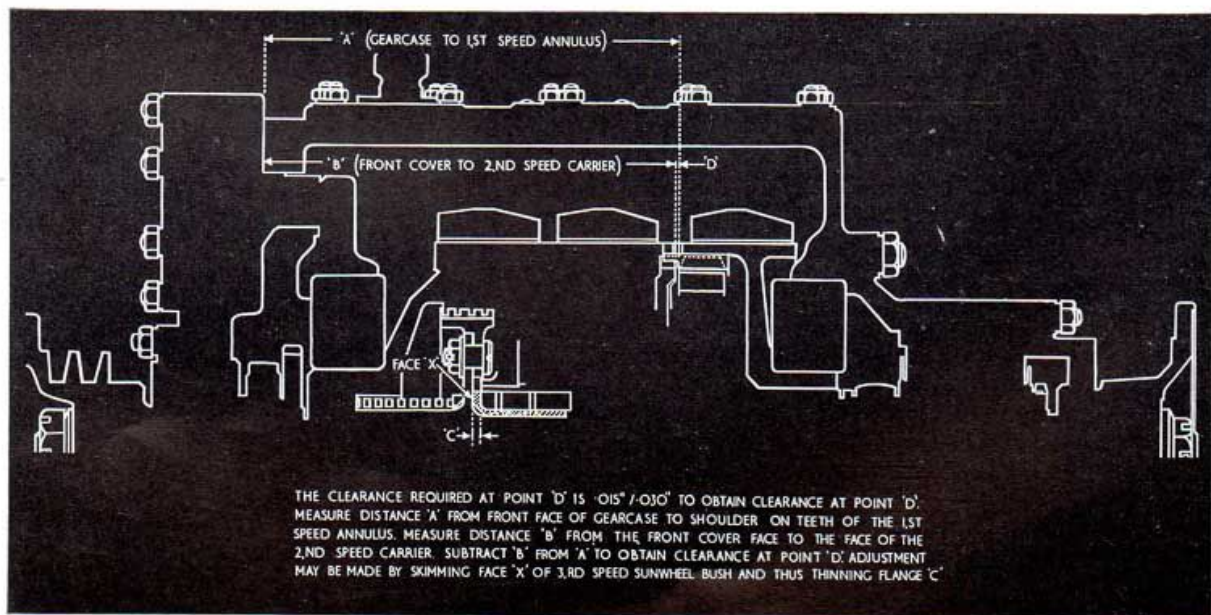 'A' (GEARCASE TO 1,ST SPEED ANNULUS)
'B' (FRONT COVER TO 2,ND SPEED CARRIER)
'D'
FACE 'X'
'C'
THE CLEARANCE REQUIRED AT POINT 'D' IS ·015" /·030" TO OBTAIN CLEARANCE AT POINT 'D'.
MEASURE DISTANCE 'A' FROM FRONT FACE OF GEARCASE TO SHOULDER ON TEETH OF THE 1,ST
SPEED ANNULUS. MEASURE DISTANCE 'B' FROM THE FRONT COVER FACE TO THE FACE OF THE
2,ND SPEED CARRIER. SUBTRACT 'B' FROM 'A' TO OBTAIN CLEARANCE AT POINT 'D'. ADJUSTMENT
MAY BE MADE BY SKIMMING FACE 'X' OF 3,RD SPEED SUNWHEEL BUSH AND THUS THINNING FLANGE 'C'